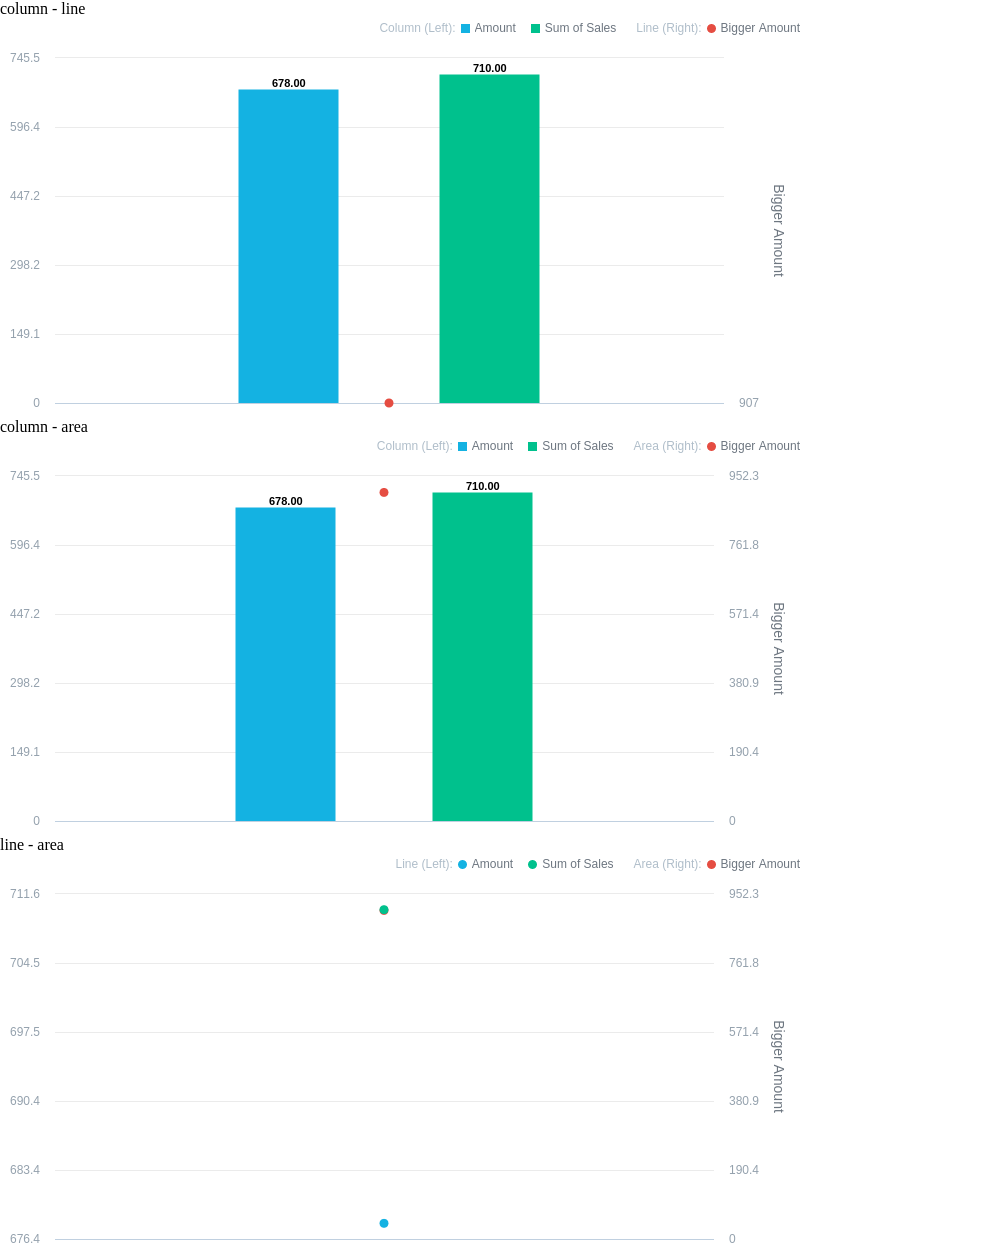 column - line
Column (Left): Amount Sum of Sales Line (Right): Bigger Amount
745.5
710.00
678.00
596.4
447.2
Bigger Amount
298.2
149.1
0 907
column - area
Column (Left): Amount Sum of Sales Area (Right): Bigger Amount
745.5 952.3
710.00
678.00
596.4 761.8
447.2 571.4
Bigger Amount
298.2 380.9
149.1 190.4
0 0
line - area
Line (Left): Amount Sum of Sales Area (Right): Bigger Amount
711.6 952.3
704.5 761.8
697.5 571.4
Bigger Amount
690.4 380.9
683.4 190.4
676.4 0